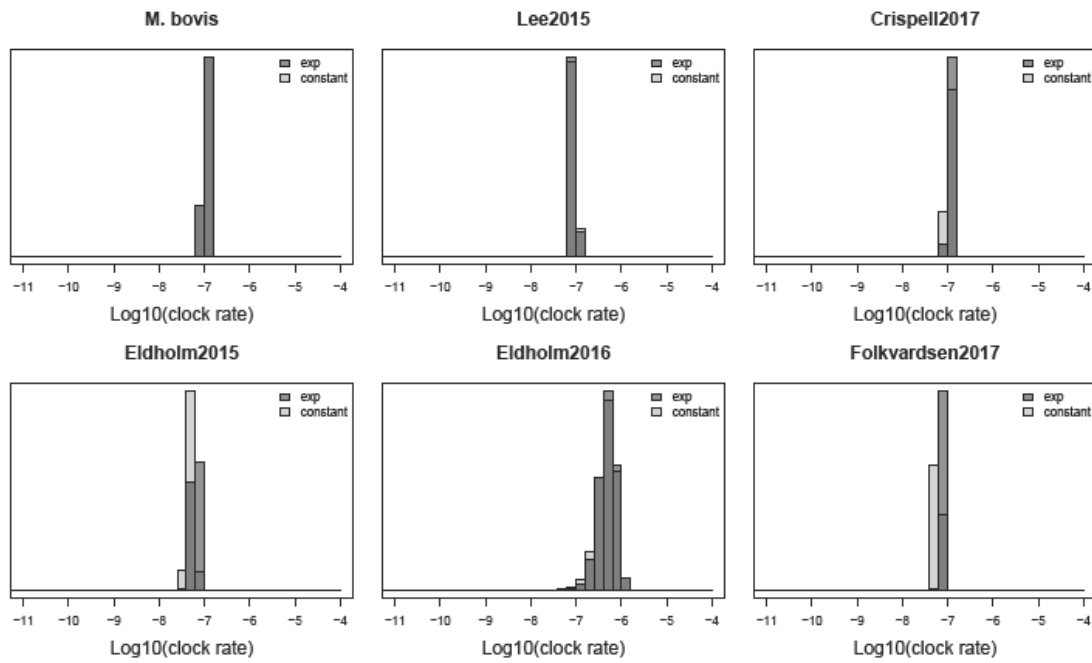 M. bovis
Lee2015
Crispell2017
exp
constant
exp
constant
exp
constant
−11 −10 −9 −8 −7 −6 −5 −4
−11 −10 −9 −8 −7 −6 −5 −4
−11 −10 −9 −8 −7 −6 −5 −4
Log10(clock rate)
Log10(clock rate)
Log10(clock rate)
Eldholm2015
Eldholm2016
Folkvardsen2017
exp
constant
exp
constant
exp
constant
−11 −10 −9 −8 −7 −6 −5 −4
−11 −10 −9 −8 −7 −6 −5 −4
−11 −10 −9 −8 −7 −6 −5 −4
Log10(clock rate)
Log10(clock rate)
Log10(clock rate)